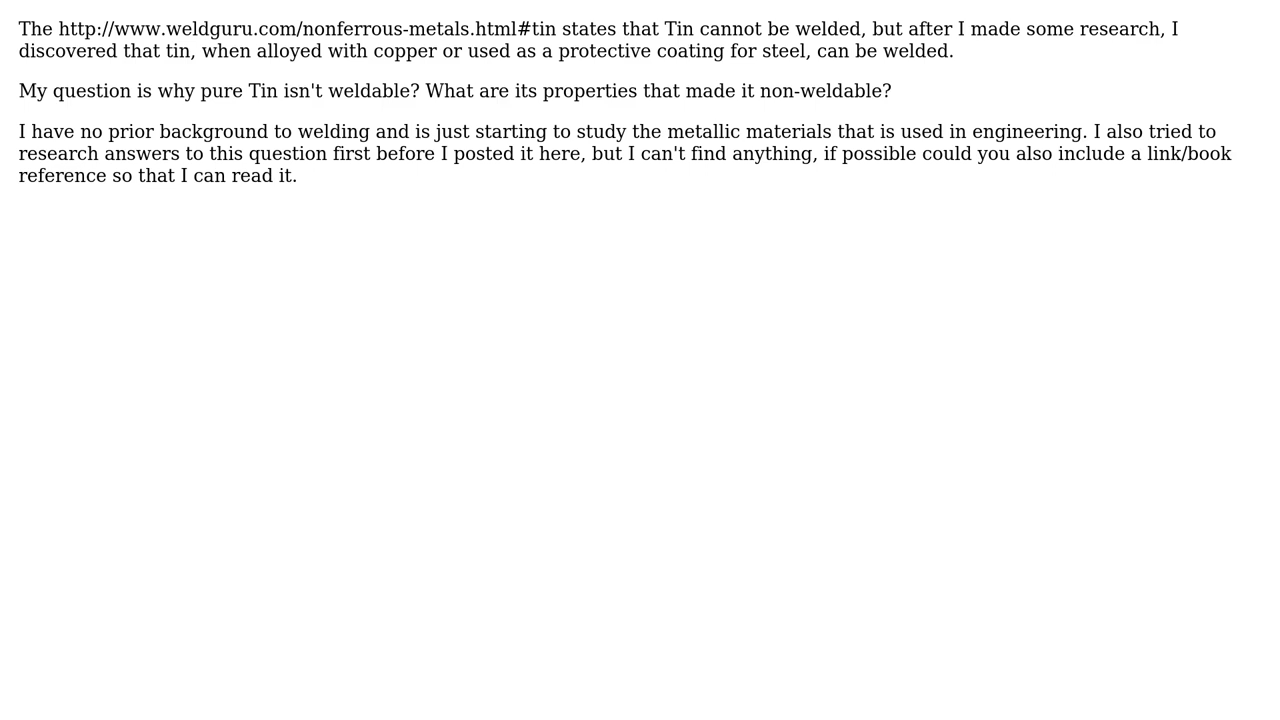 The http://www.weldguru.com/nonferrous-metals.html#tin states that Tin cannot be welded, but after I made some research, I
discovered that tin, when alloyed with copper or used as a protective coating for steel, can be welded.
My question is why pure Tin isn't weldable? What are its properties that made it non-weldable?
I have no prior background to welding and is just starting to study the metallic materials that is used in engineering. I also tried to
research answers to this question first before I posted it here, but I can't find anything, if possible could you also include a link/book
reference so that I can read it.